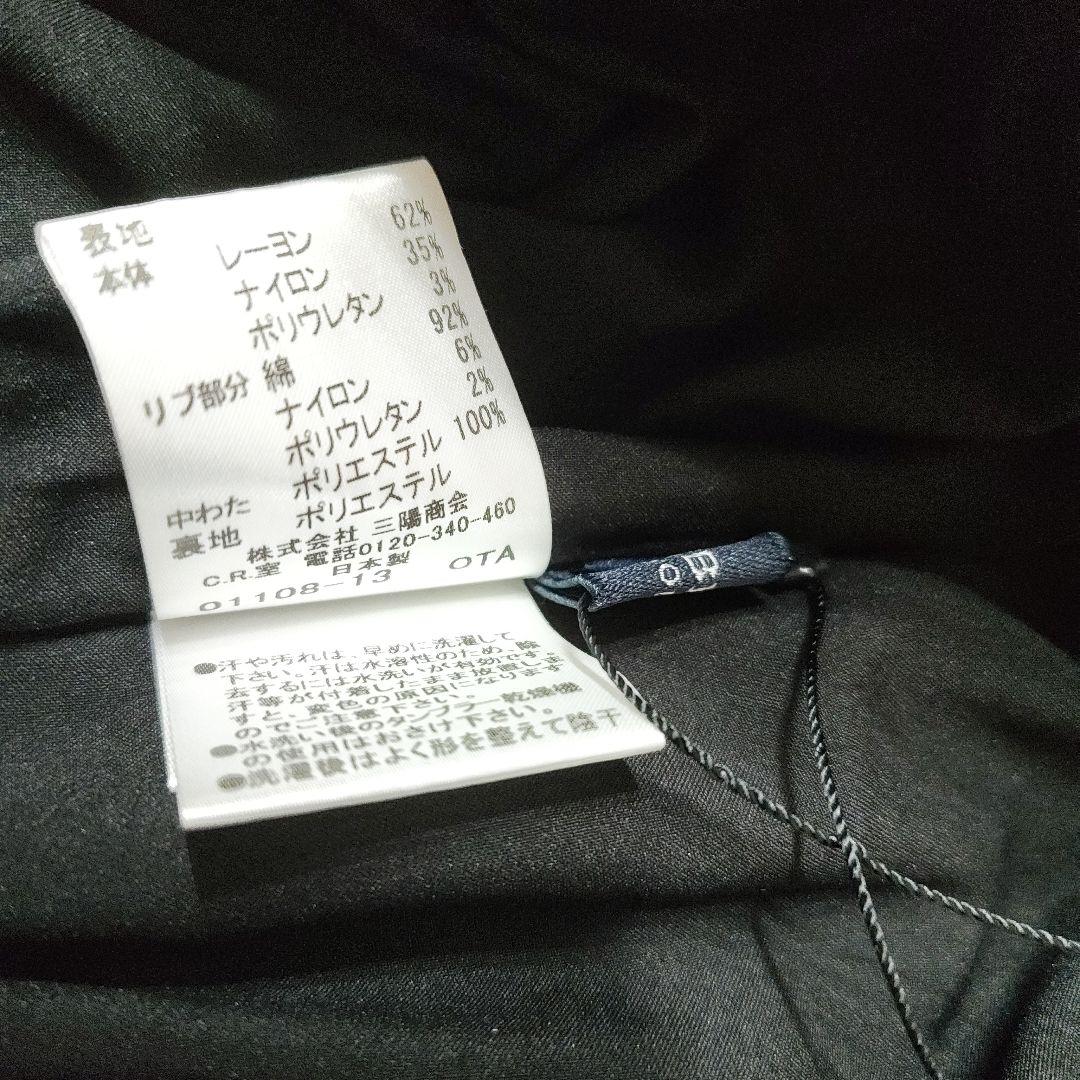 表地
本体 レーヨン 62%
ナイロン 35%
ポリウレタン 3%
リブ部分 綿 92%
ナイロン 6%
ポリウレタン 2%
中わた ポリエステル 100%
裏地 ポリエステル
株式会社 三陽商会
C.R.室 電話0120-340-460
日本製
01108-13 OTA
●汗や汚れは、早めに洗濯して
下さい。汗は水溶性のため、除
去するには水洗いが有効です。
汗等が付着したまま放置しま
すと、変色の原因になります
のでご注意下さい。
●水洗い後のタンブラー乾燥機
の使用はおさけ下さい。
●洗濯後はよく形を整えて陰干